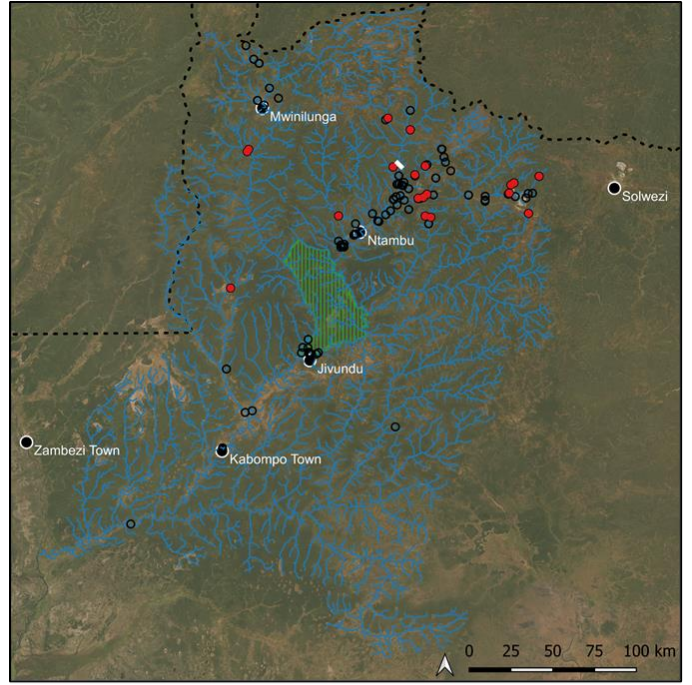 Mwinilunga
Solwezi
Ntambu
Jivundu
Zambezi Town
Kabompo Town
0 25 50 75 100 km